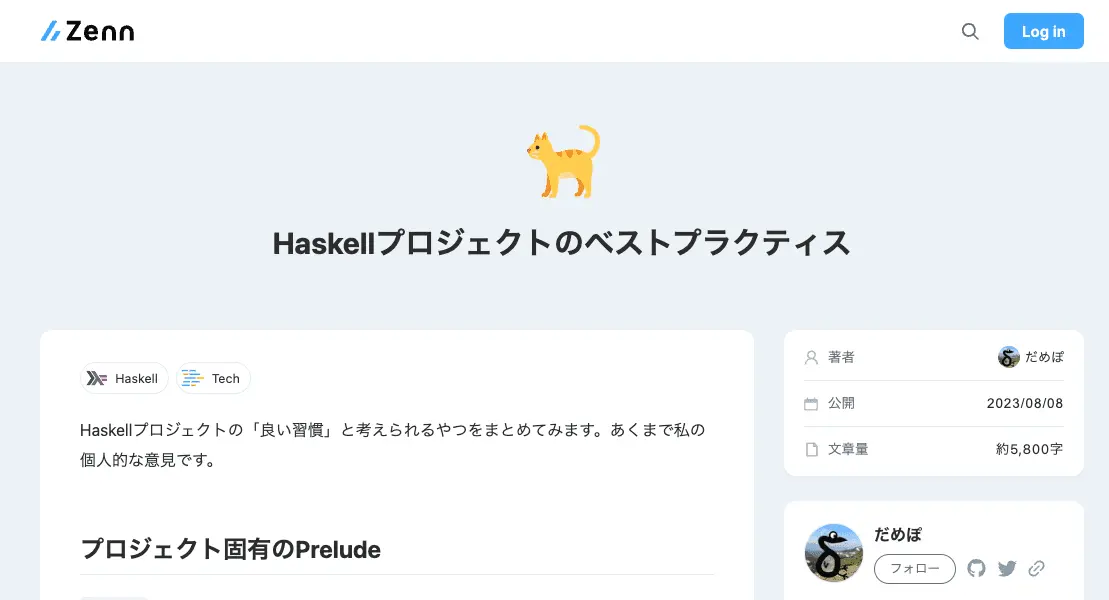 Zenn
Log in
Haskellプロジェクトのベストプラクティス
Haskell
Tech
Haskellプロジェクトの「良い習慣」と考えられるやつをまとめてみます。あくまで私の
個人的な意見です。
プロジェクト固有のPrelude
著者
だめぽ
公開
2023/08/08
文章量
約5,800字
だめぽ
フォロー